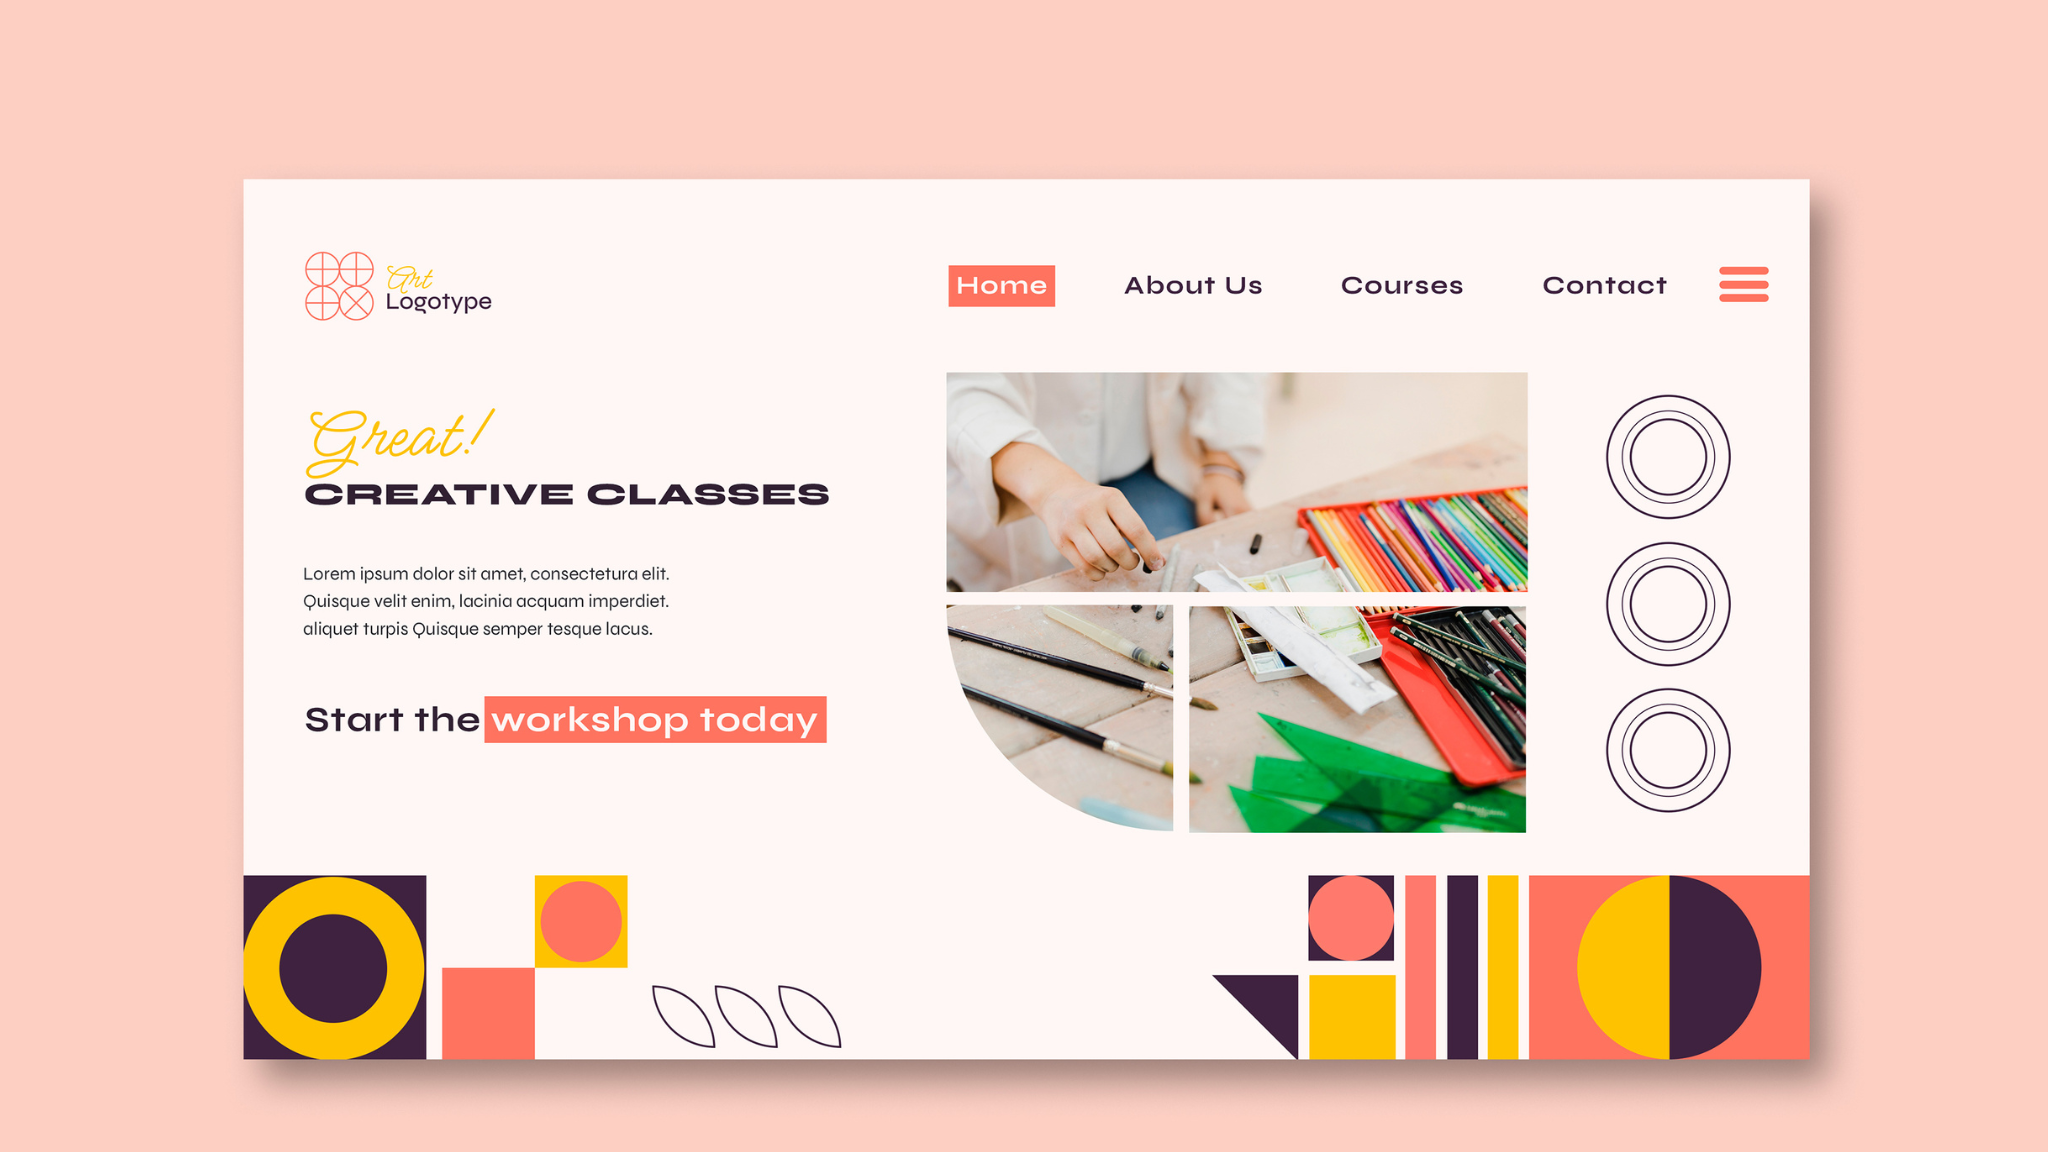 Art
Logotype
Home About Us Courses Contact
Great!
CREATIVE CLASSES
Lorem ipsum dolor sit amet, consectetura elit.
Quisque velit enim, lacinia acquam imperdiet.
aliquet turpis Quisque semper tesque lacus.
Start the workshop today